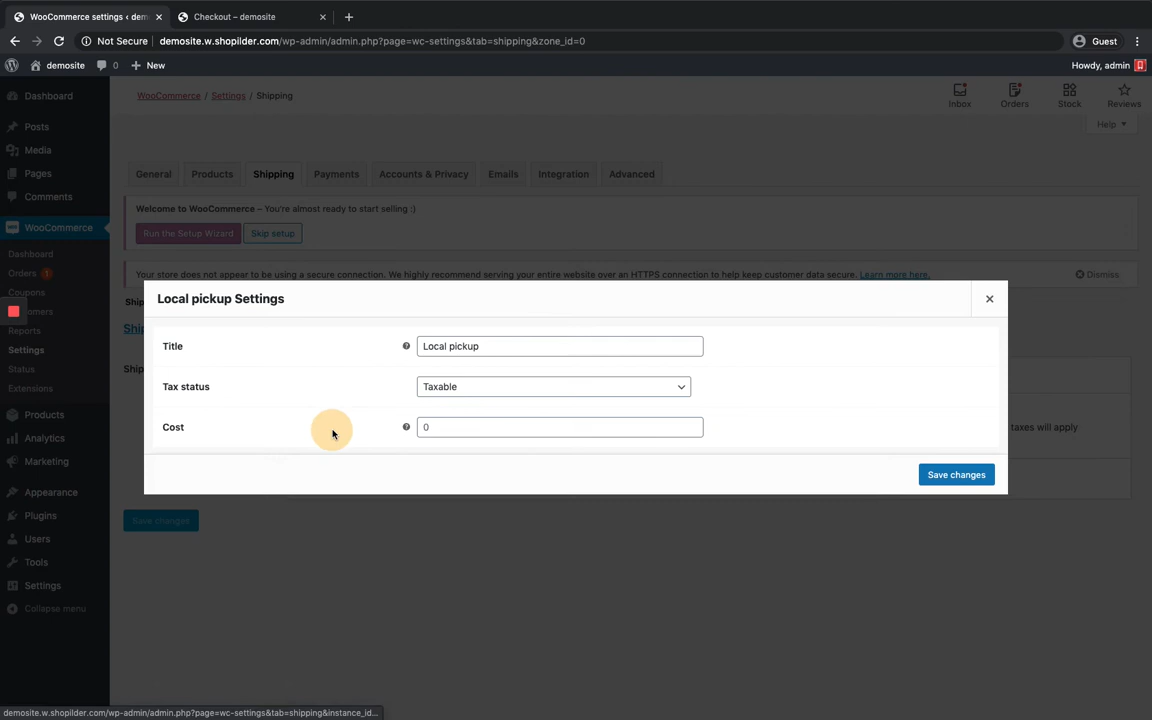 WooCommerce settings ‹ dem
Checkout – demosite
Not Secure
demosite.w.shopilder.com/wp-admin/admin.php?page=wc-settings&tab=shipping&zone_id=0
Guest
demosite
0
New
Howdy, admin
Dashboard
WooCommerce / Settings / Shipping
Inbox
Orders
Stock
Reviews
Help
Posts
Media
Pages
Comments
WooCommerce
Dashboard
Orders 1
Coupons
omers
Reports
Settings
Status
Extensions
Products
Analytics
Marketing
Appearance
Plugins
Users
Tools
Settings
Collapse menu
General
Products
Shipping
Payments
Accounts & Privacy
Emails
Integration
Advanced
Welcome to WooCommerce – You're almost ready to start selling :)
Run the Setup Wizard
Skip setup
Your store does not appear to be using a secure connection. We highly recommend serving your entire website over an HTTPS connection to help keep customer data secure. Learn more here.
Dismiss
Ship
Ship
Ship
Local pickup Settings
Title
Local pickup
Tax status
Taxable
Cost
0
Save changes
taxes will apply
Save changes
demosite.w.shopilder.com/wp-admin/admin.php?page=wc-settings&tab=shipping&instance_id...